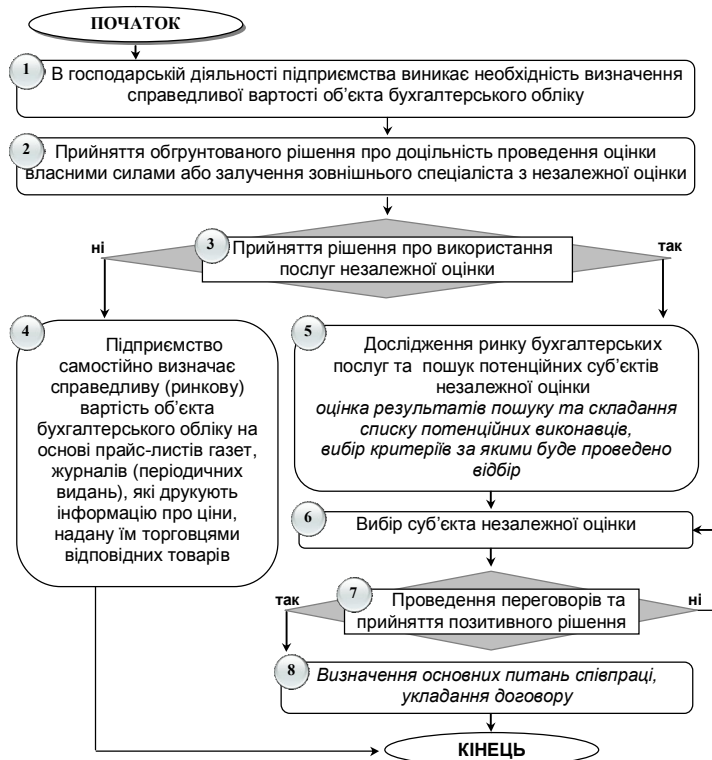 ПОЧАТОК
1
В господарській діяльності підприємства виникає необхідність визначення
справедливої вартості об’єкта бухгалтерського обліку
2
Прийняття обгрунтованого рішення про доцільність проведення оцінки
власними силами або залучення зовнішнього спеціаліста з незалежної оцінки
3
Прийняття рішення про використання
послуг незалежної оцінки
ні
так
4
Підприємство
самостійно визначає
справедливу (ринкову)
вартість об’єкта
бухгалтерського обліку на
основі прайс-листів газет,
журналів (періодичних
видань), які друкують
інформацію про ціни,
надану їм торговцями
відповідних товарів
5
Дослідження ринку бухгалтерських
послуг та пошук потенційних суб’єктів
незалежної оцінки
оцінка результатів пошуку та складання
списку потенційних виконавців,
вибір критеріїв за якими буде проведено
відбір
6
Вибір суб’єкта незалежної оцінки
7
Проведення переговорів та
прийняття позитивного рішення
так
ні
8
Визначення основних питань співпраці,
укладання договору
КІНЕЦЬ